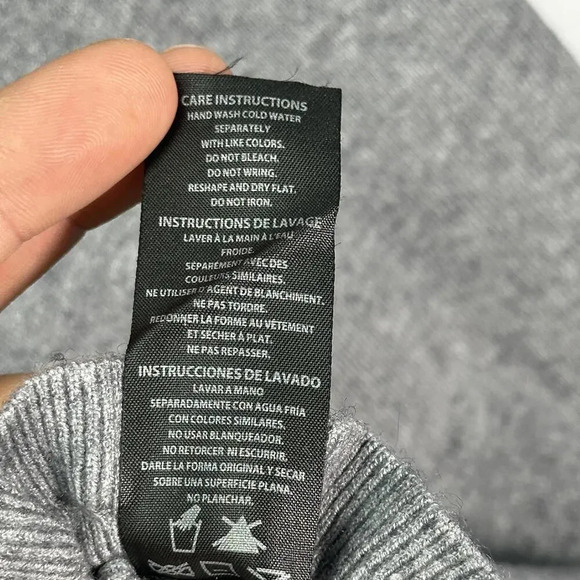 CARE INSTRUCTIONS
HAND WASH COLD WATER
SEPARATELY
WITH LIKE COLORS.
DO NOT BLEACH.
DO NOT WRING.
RESHAPE AND DRY FLAT.
DO NOT IRON.
INSTRUCTIONS DE LAVAGE
LAVER À LA MAIN À L'EAU
FROIDE
SÉPARÉMENT AVEC DES
COULEURS SIMILAIRES.
NE UTILISER D'AGENT DE BLANCHIMENT.
NE PAS TORDRE.
REDONNER LA FORME AU VÊTEMENT
ET SÉCHER À PLAT.
NE PAS REPASSER.
INSTRUCCIONES DE LAVADO
LAVAR A MANO
SEPARADAMENTE CON AGUA FRÍA
CON COLORES SIMILARES.
NO USAR BLANQUEADOR.
NO RETORCER NI ESCURRIR.
DARLE LA FORMA ORIGINAL Y SECAR
SOBRE UNA SUPERFICIE PLANA.
NO PLANCHAR.